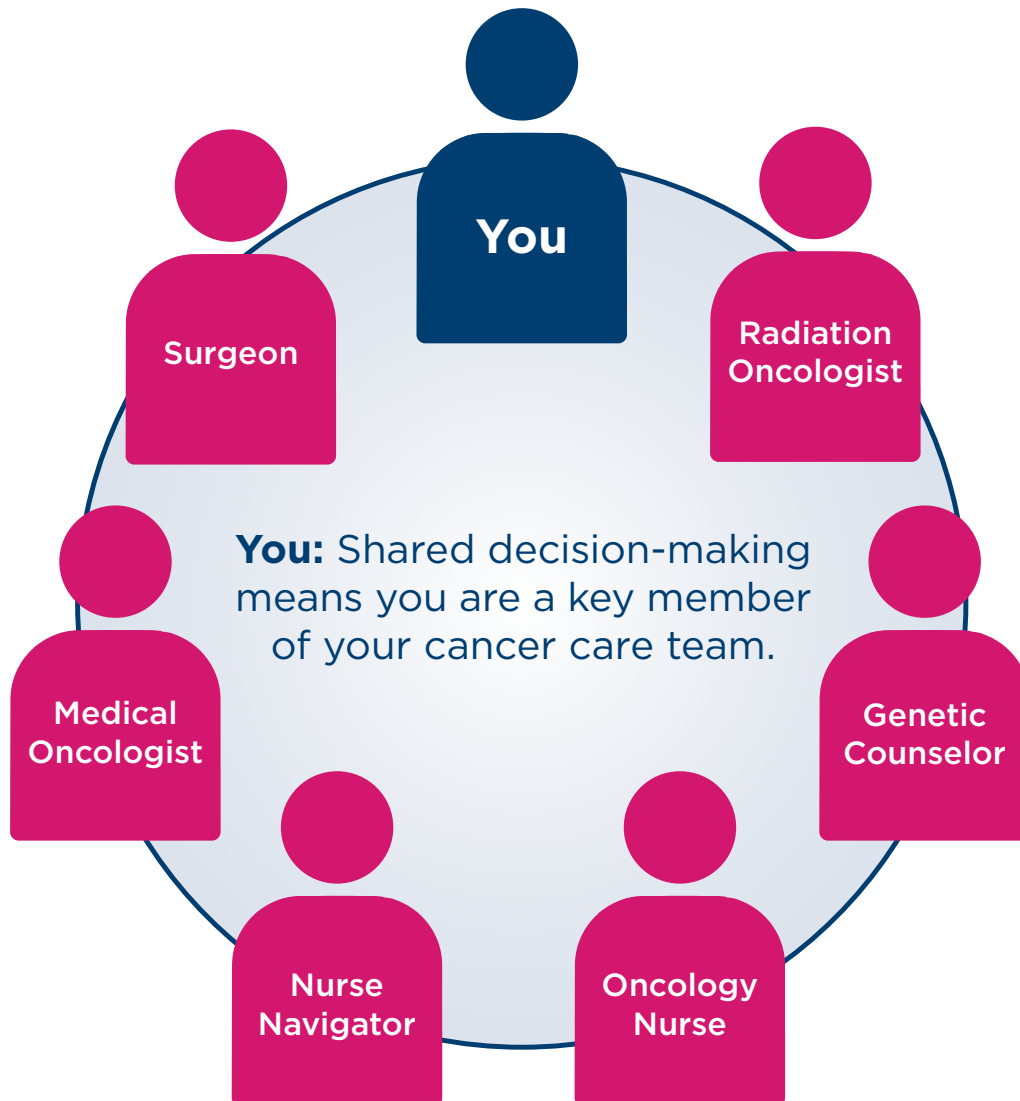 You
Surgeon
Radiation
Oncologist
You: Shared decision-making
means you are a key member
of your cancer care team.
Medical
Oncologist
Genetic
Counselor
Nurse
Navigator
Oncology
Nurse